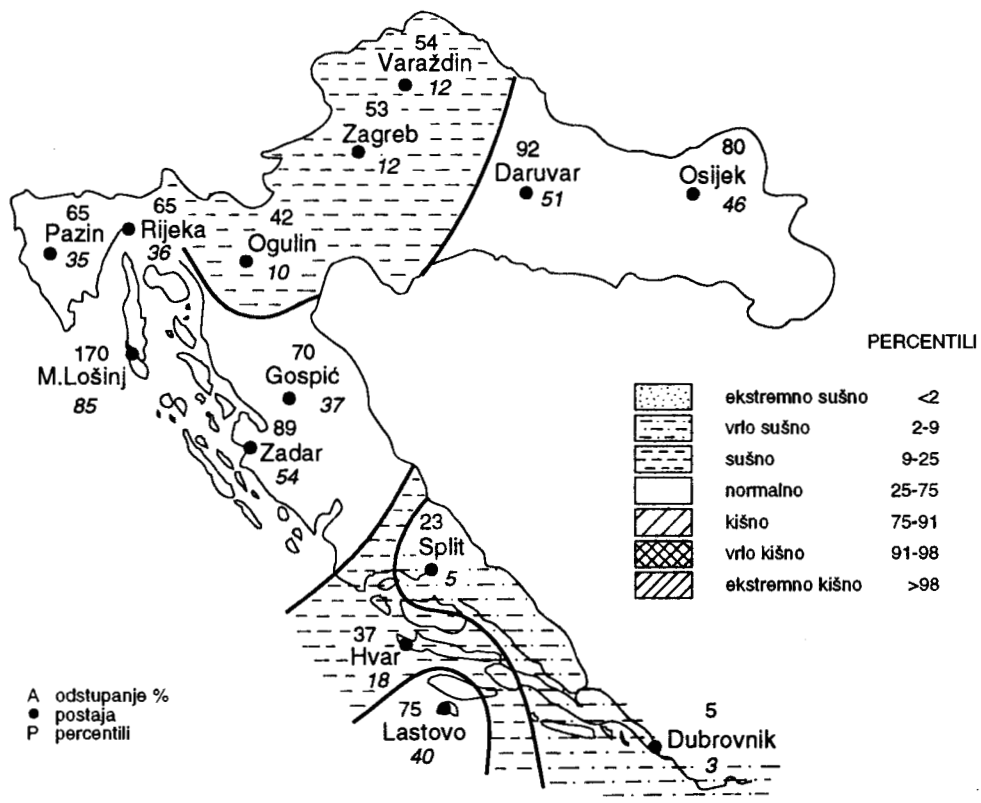 54
Varaždin
12
53
Zagreb
12
92
Daruvar
51
80
Osijek
46
65
Pazin
35
65
Rijeka
36
42
Ogulin
10
170
M.Lošinj
85
70
Gospić
37
89
Zadar
54
23
Split
5
37
Hvar
18
75
Lastovo
40
5
Dubrovnik
3
PERCENTILI
ekstremno sušno <2
vrlo sušno 2-9
sušno 9-25
normalno 25-75
kišno 75-91
vrlo kišno 91-98
ekstremno kišno >98
A odstupanje %
postaja
P percentili